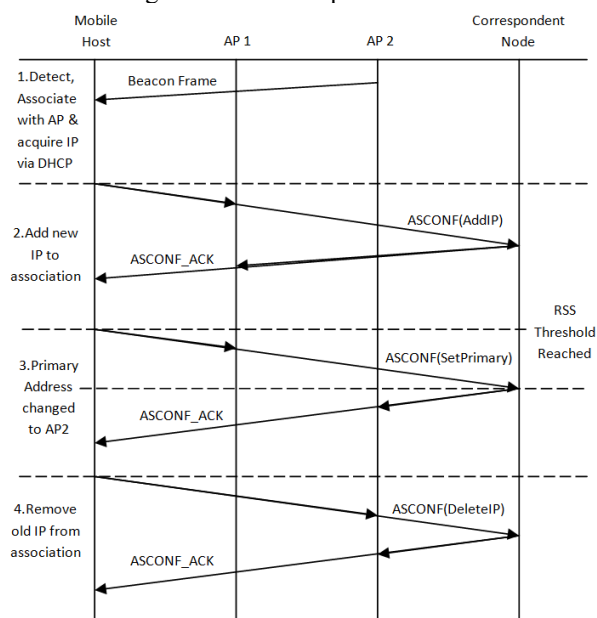 Mobile
Host
AP 1
AP 2
Correspondent
Node
1.Detect,
Associate
with AP &
acquire IP
via DHCP
Beacon Frame
2.Add new
IP to
association
ASCONF(AddIP)
ASCONF_ACK
RSS
Threshold
Reached
3.Primary
Address
changed
to AP2
ASCONF(SetPrimary)
ASCONF_ACK
4.Remove
old IP from
association
ASCONF(DeleteIP)
ASCONF_ACK